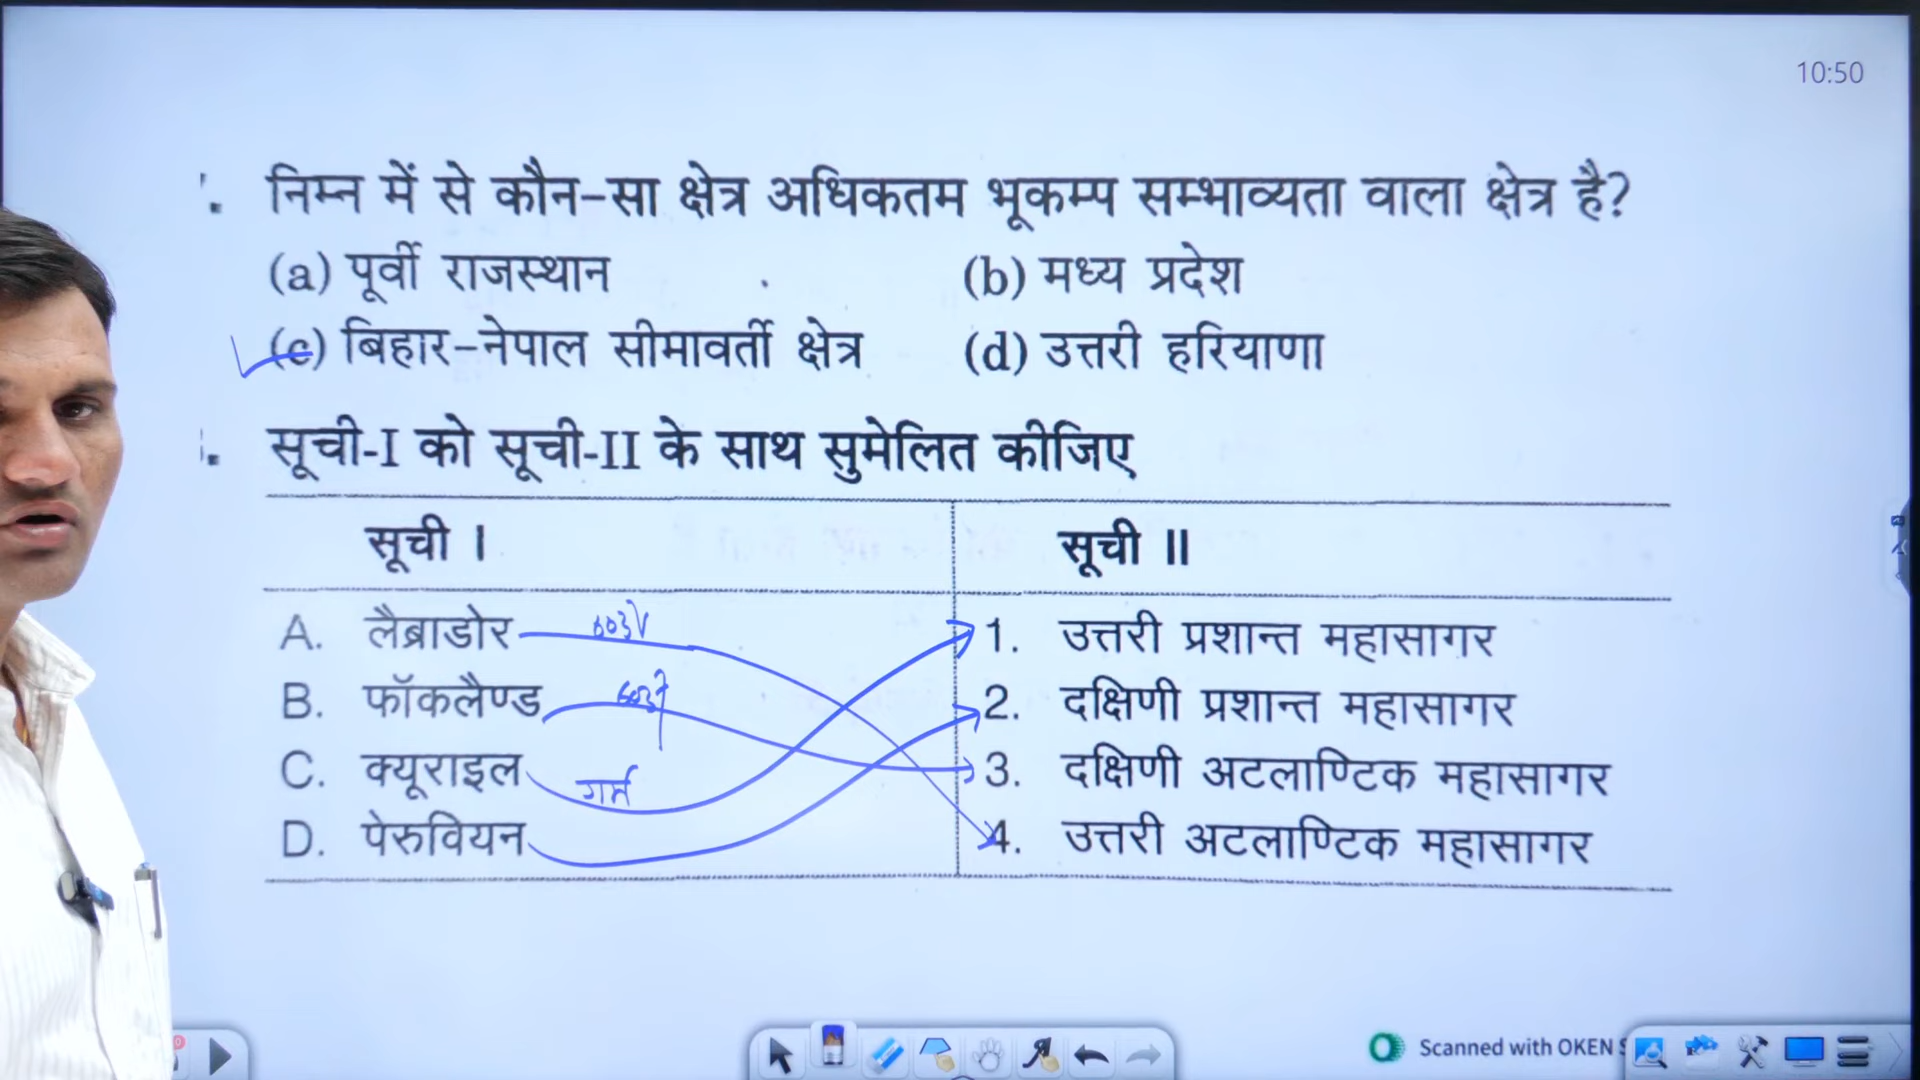 10:50
. निम्न में से कौन-सा क्षेत्र अधिकतम भूकम्प सम्भाव्यता वाला क्षेत्र है?
(a) पूर्वी राजस्थान (b) मध्य प्रदेश
(c) बिहार-नेपाल सीमावर्ती क्षेत्र (d) उत्तरी हरियाणा
. सूची-I को सूची-II के साथ सुमेलित कीजिए
सूची I सूची II
A. लैब्राडोर 1. उत्तरी प्रशान्त महासागर
B. फॉकलैण्ड 2. दक्षिणी प्रशान्त महासागर
C. क्यूराइल गर्म 3. दक्षिणी अटलाण्टिक महासागर
D. पेरुवियन 4. उत्तरी अटलाण्टिक महासागर
Scanned with OKEN